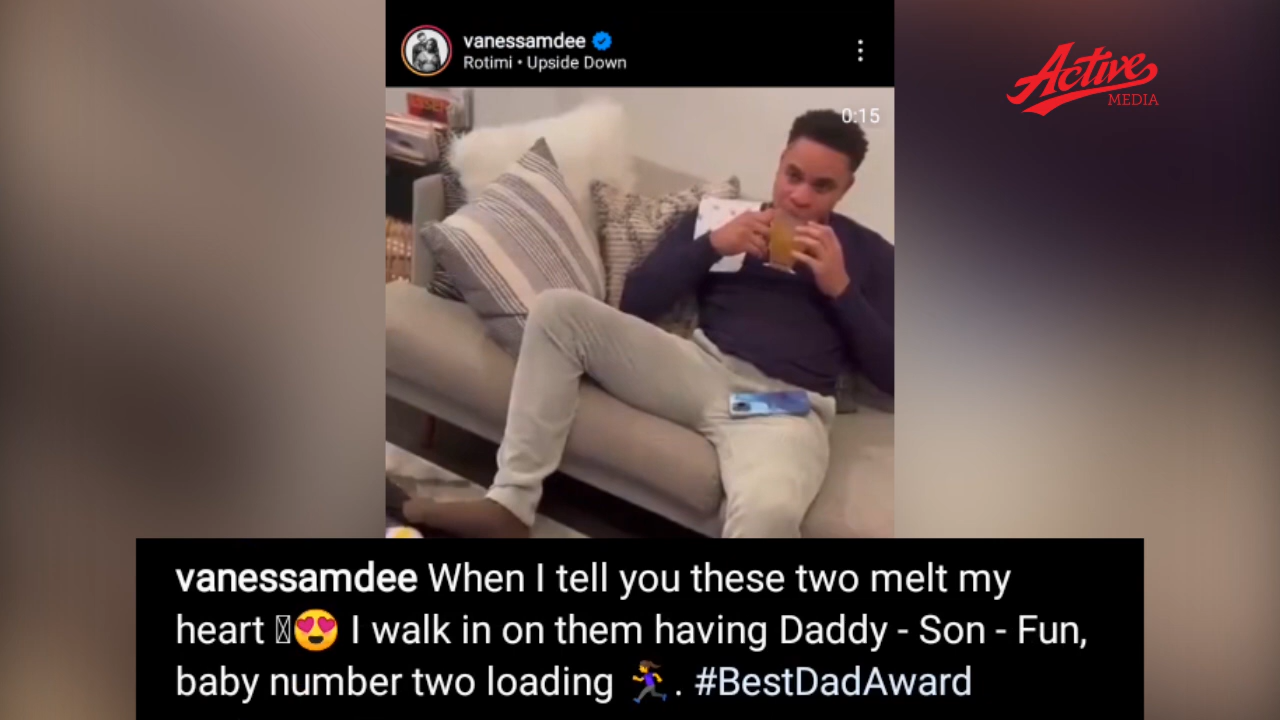 vanessamdee
Rotimi • Upside Down
Active
MEDIA
0:15
vanessamdee When I tell you these two melt my
heart 😍 I walk in on them having Daddy - Son - Fun,
baby number two loading 🏃‍♀️. #BestDadAward